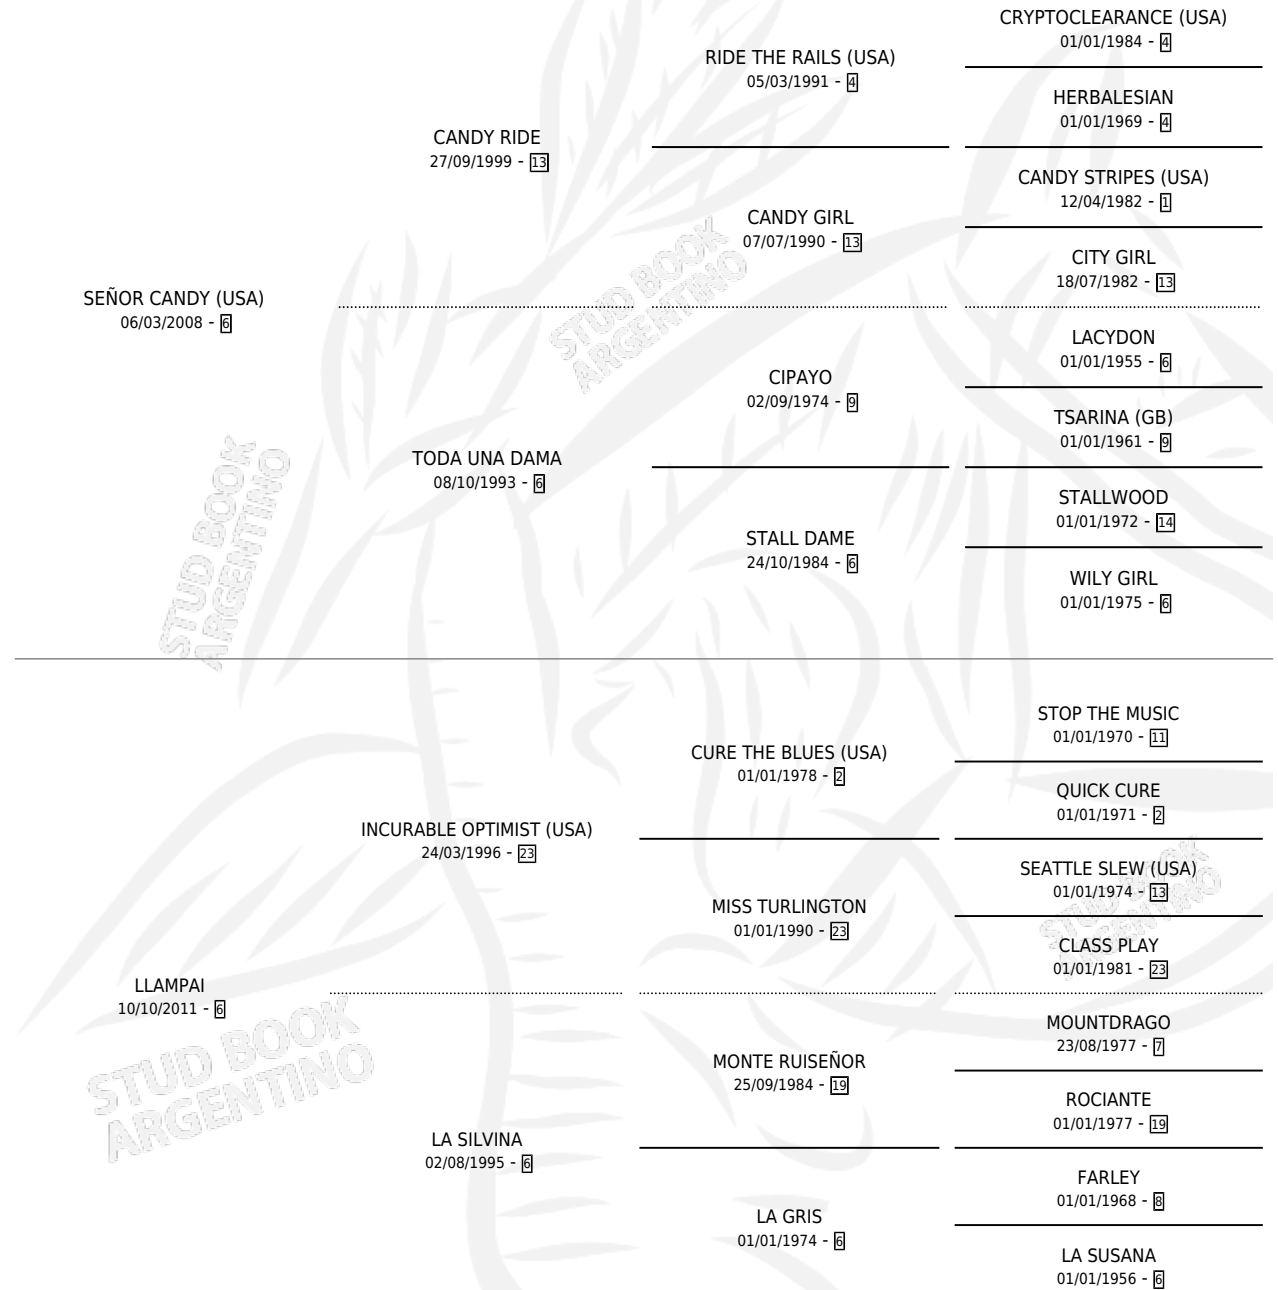 CRYPTOCLEARANCE (USA)
01/01/1984 - 4
RIDE THE RAILS (USA)
05/03/1991 - 4
HERBALESIAN
01/01/1969 - 4
CANDY RIDE
27/09/1999 - 13
CANDY STRIPES (USA)
12/04/1982 - 1
CANDY GIRL
07/07/1990 - 13
CITY GIRL
18/07/1982 - 13
SEÑOR CANDY (USA)
06/03/2008 - 6
STUD BOOK
ARGENTINO
LACYDON
01/01/1955 - 6
CIPAYO
02/09/1974 - 9
TSARINA (GB)
01/01/1961 - 9
TODA UNA DAMA
08/10/1993 - 6
STALLWOOD
01/01/1972 - 14
STALL DAME
24/10/1984 - 6
WILY GIRL
01/01/1975 - 6
STUD BOOK
ARGENTINO
STOP THE MUSIC
01/01/1970 - 11
CURE THE BLUES (USA)
01/01/1978 - 2
QUICK CURE
01/01/1971 - 2
INCURABLE OPTIMIST (USA)
24/03/1996 - 23
SEATTLE SLEW (USA)
01/01/1974 - 13
STUD BOOK
ARGENTINO
MISS TURLINGTON
01/01/1990 - 23
CLASS PLAY
01/01/1981 - 23
LLAMPAI
10/10/2011 - 6
STUD BOOK
ARGENTINO
MOUNTDRAGO
23/08/1977 - 7
MONTE RUISEÑOR
25/09/1984 - 19
ROCIANTE
01/01/1977 - 19
LA SILVINA
02/08/1995 - 6
FARLEY
01/01/1968 - 8
LA GRIS
01/01/1974 - 6
LA SUSANA
01/01/1956 - 6